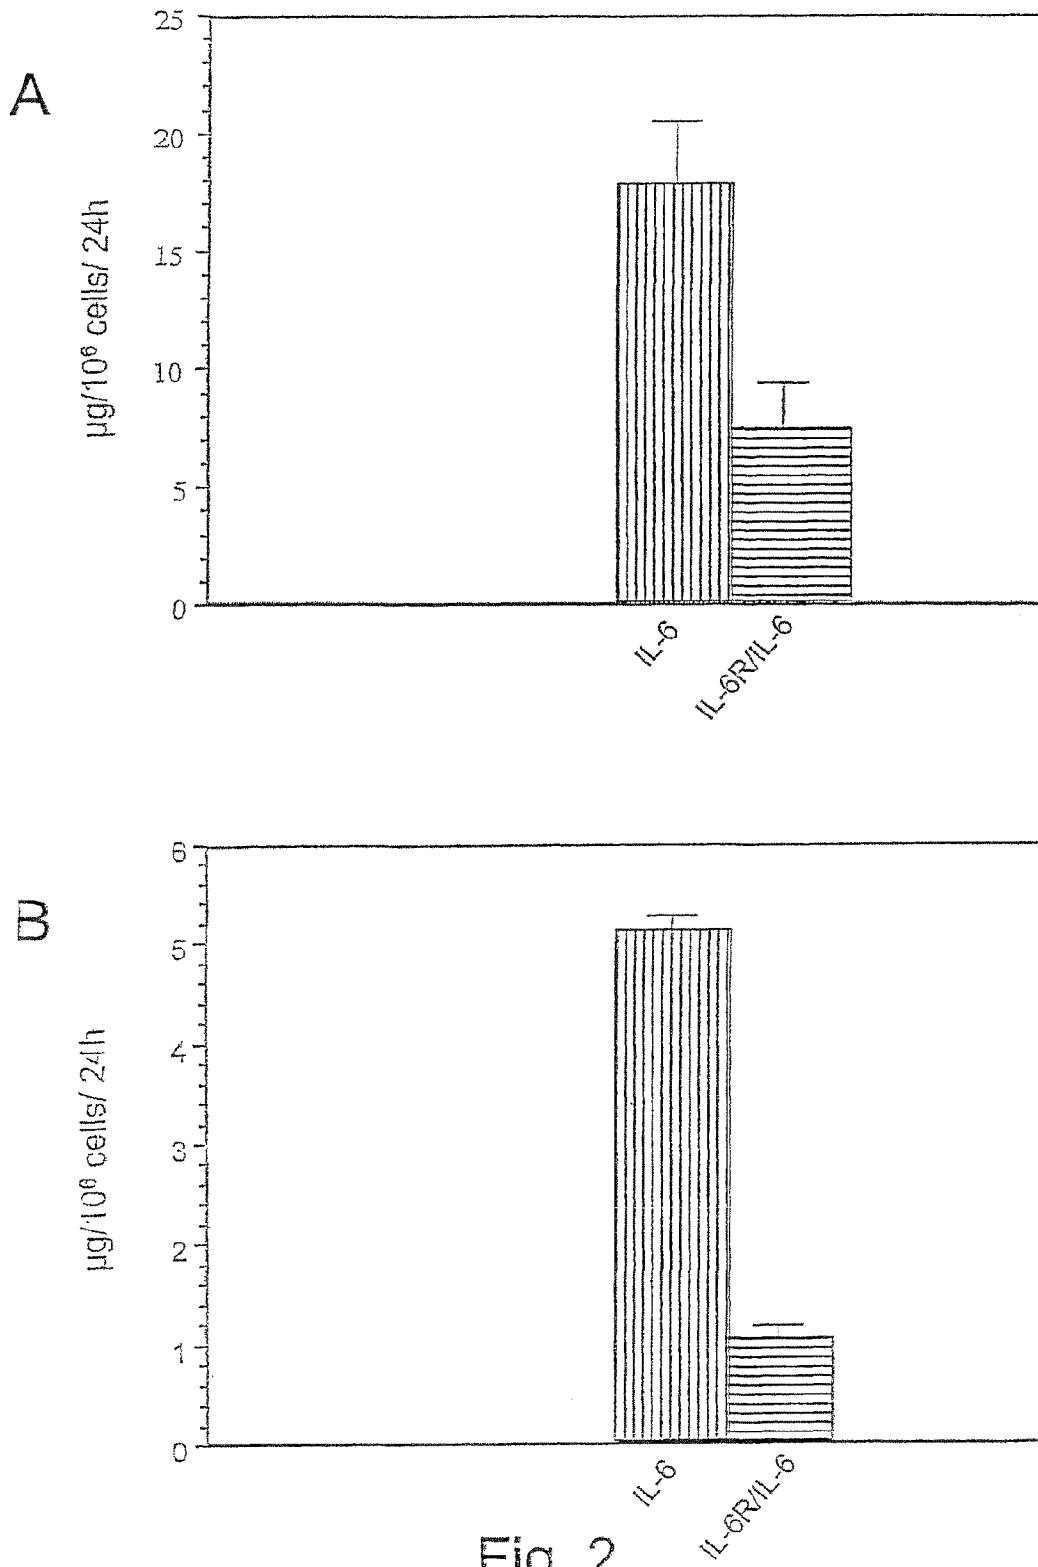 A
25
20
15
10
5
0
µg/10⁶ cells/ 24h
IL-6
IL-6R/IL-6
B
6
5
4
3
2
1
0
µg/10⁶ cells/ 24h
IL-6
IL-6R/IL-6
Fig. 2